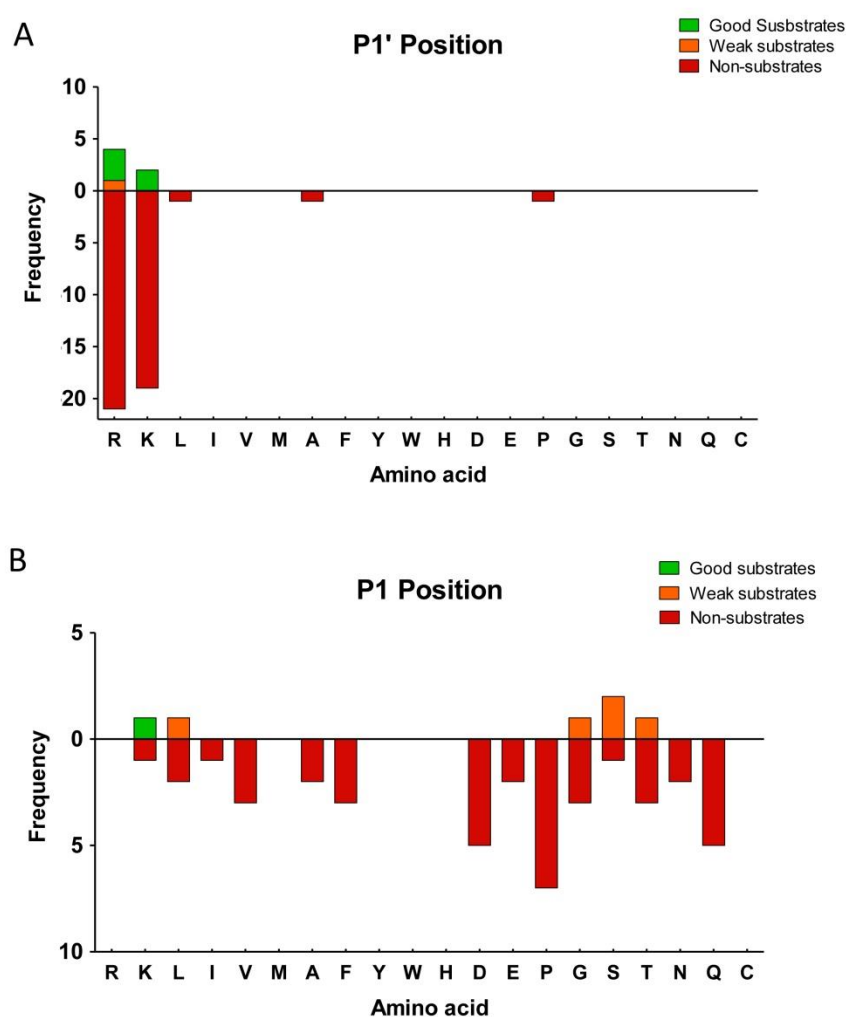 A
P1' Position
Good Susbstrates
Weak substrates
Non-substrates
10
5
0
5
10
15
20
Frequency
R K L I V M A F Y W H D E P G S T N Q C
Amino acid
B
P1 Position
Good substrates
Weak substrates
Non-substrates
5
0
5
10
Frequency
R K L I V M A F Y W H D E P G S T N Q C
Amino acid